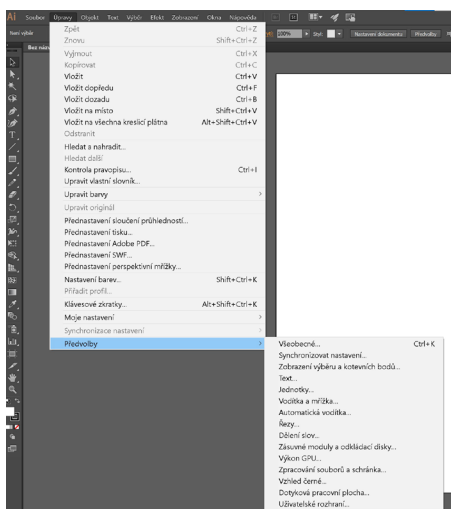 Ai Soubor Úpravy Objekt Text Výběr Efekt Zobrazení Okna Nápověda
Není výběr
100% Styl: Nastavení dokumentu Předvolby
Zpět Ctrl+Z
Znovu Shift+Ctrl+Z
Vyjmout Ctrl+X
Kopírovat Ctrl+C
Vložit Ctrl+V
Vložit dopředu Ctrl+F
Vložit dozadu Ctrl+B
Vložit na místo Shift+Ctrl+V
Vložit na všechna kreslicí plátna Alt+Shift+Ctrl+V
Odstranit
Hledat a nahradit...
Hledat další
Kontrola pravopisu... Ctrl+I
Upravit vlastní slovník...
Upravit barvy
Upravit originál
Přednastavení sloučení průhledností...
Přednastavení tisku...
Přednastavení Adobe PDF...
Přednastavení SWF...
Přednastavení perspektivní mřížky...
Nastavení barev... Shift+Ctrl+K
Přiřadit profil...
Klávesové zkratky... Alt+Shift+Ctrl+K
Moje nastavení
Synchronizace nastavení
Předvolby
Všeobecné... Ctrl+K
Synchronizovat nastavení...
Zobrazení výběru a kotevních bodů...
Text...
Jednotky...
Vodítka a mřížka...
Automatická vodítka...
Řezy...
Dělení slov...
Zásuvné moduly a odkládací disky...
Výkon GPU...
Zpracování souborů a schránka...
Vzhled černé...
Dotyková pracovní plocha...
Uživatelské rozhraní...